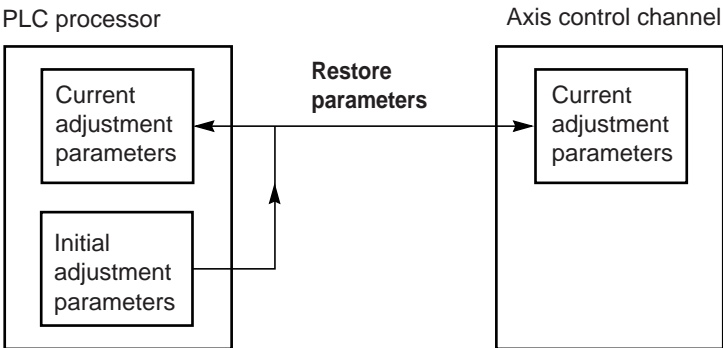 PLC processor
Axis control channel
Restore
parameters
Current
adjustment
parameters
Current
adjustment
parameters
Initial
adjustment
parameters